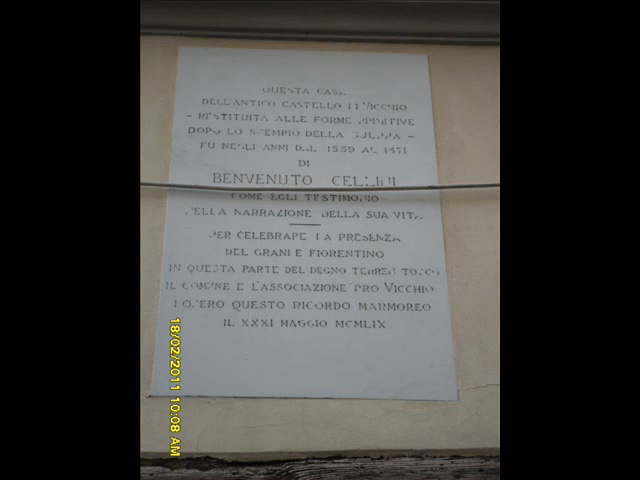 QUESTA CASA
DELL'ANTICO CASTELLO DI VICCHIO
- RESTITUITA ALLE FORME PRIMITIVE
DOPO LO SCEMPIO DELLA GUERRA -
FU NEGLI ANNI DAL 1559 AL 1571
DI
BENVENUTO CELLINI
COME EGLI TESTIMONIÒ
NELLA NARRAZIONE DELLA SUA VITA
PER CELEBRARE LA PRESENZA
DEL GRANDE FIORENTINO
IN QUESTA PARTE DEL DEGNO TERREN TOSCO
IL COMUNE E L'ASSOCIAZIONE PRO VICCHIO
POSERO QUESTO RICORDO MARMOREO
IL XXXI MAGGIO MCMLIX
18/02/2011 10:08 AM